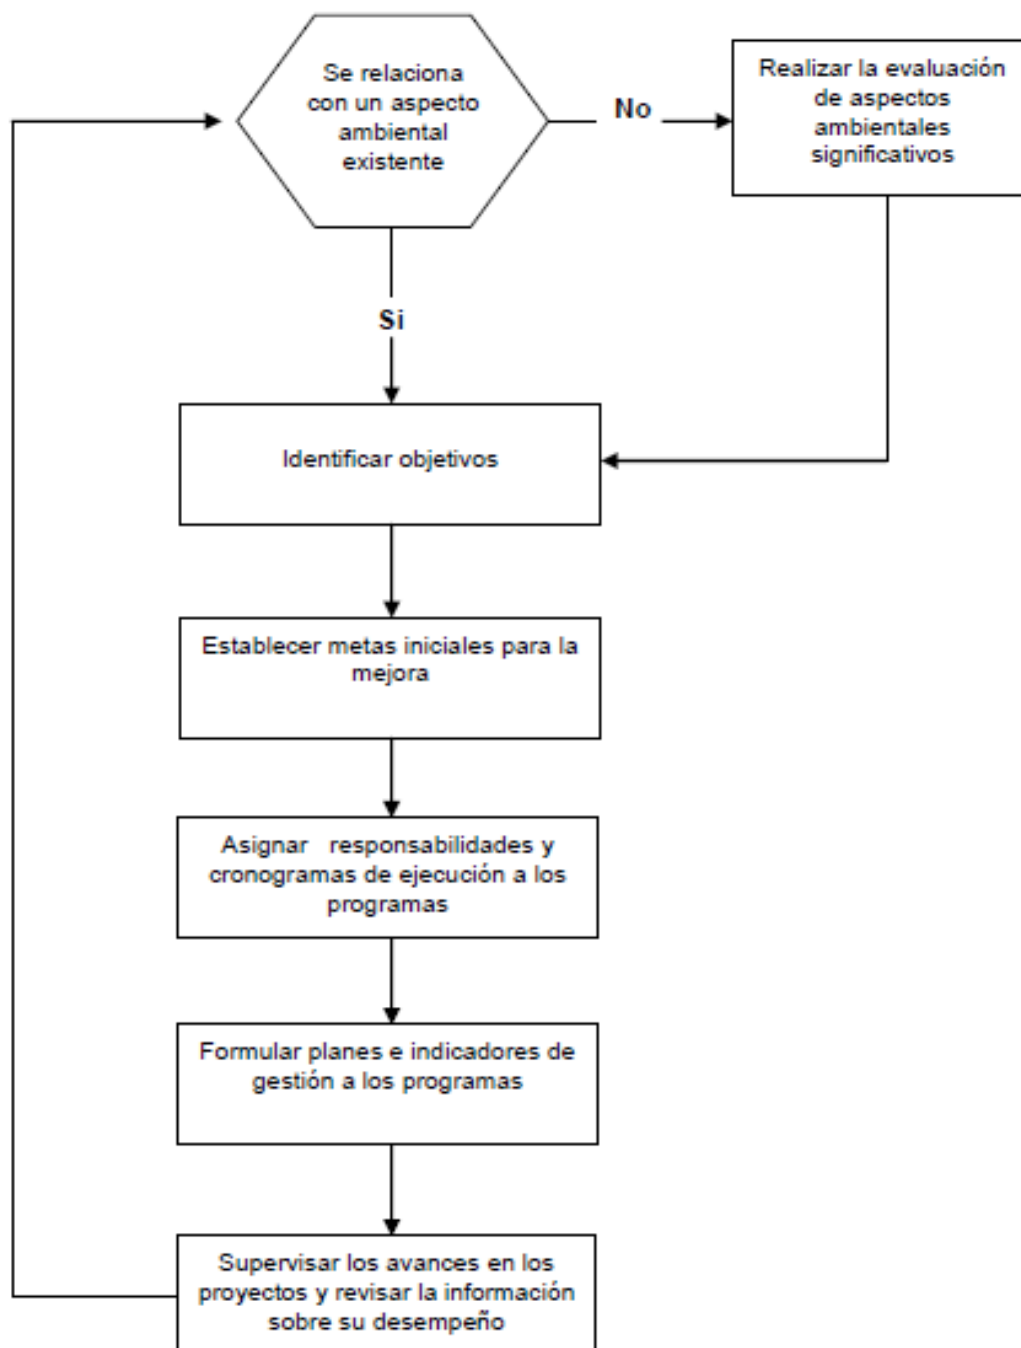 Se relaciona
con un aspecto
ambiental
existente
No
Realizar la evaluación
de aspectos
ambientales
significativos
Si
Identificar objetivos
Establecer metas iniciales para la
mejora
Asignar responsabilidades y
cronogramas de ejecución a los
programas
Formular planes e indicadores de
gestión a los programas
Supervisar los avances en los
proyectos y revisar la información
sobre su desempeño